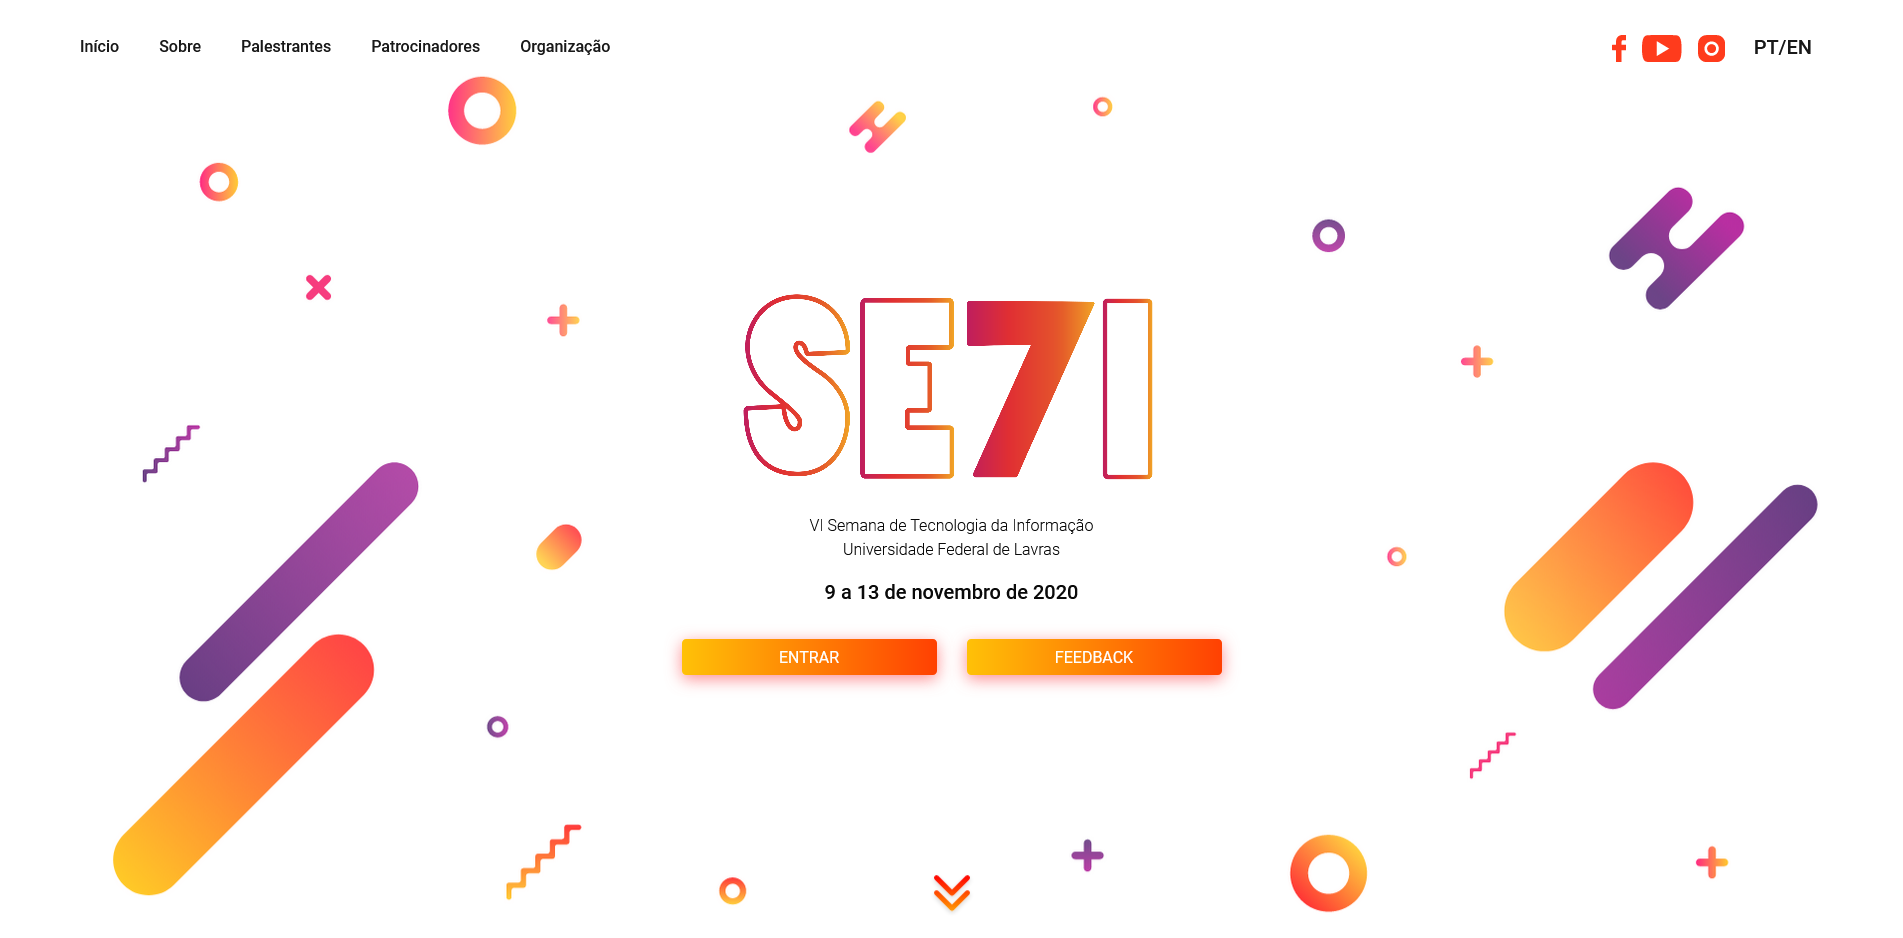 Início Sobre Palestrantes Patrocinadores Organização PT/EN
SE7I
VI Semana de Tecnologia da Informação
Universidade Federal de Lavras
9 a 13 de novembro de 2020
ENTRAR FEEDBACK